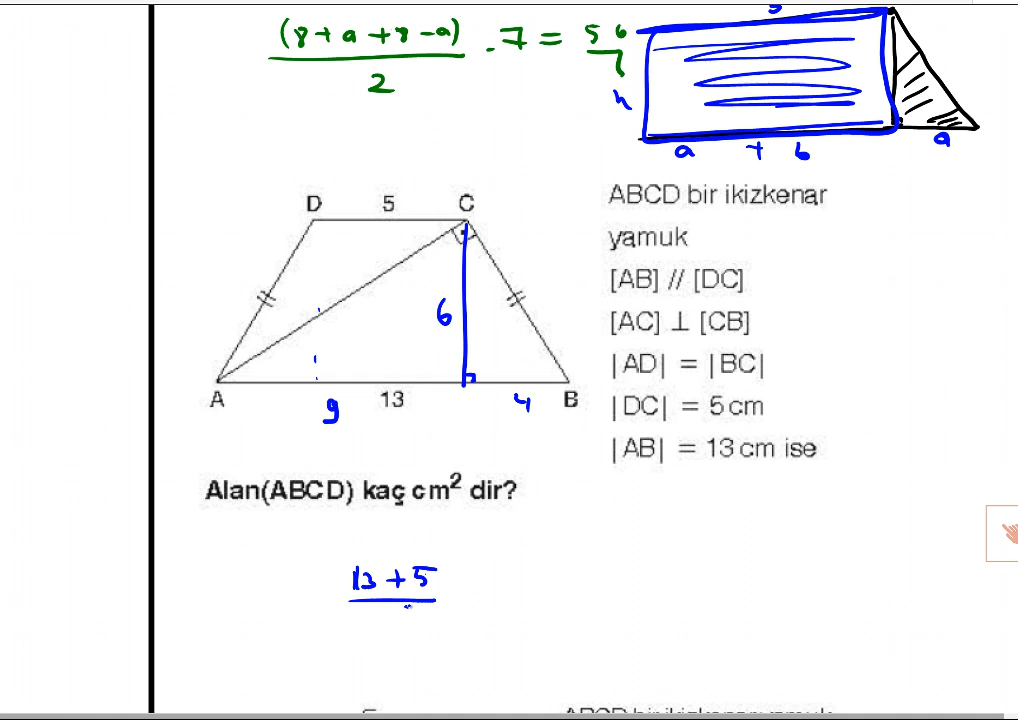 (8+a+8-a)/2 .7 = 56
h
a + b a
D 5 C
ABCD bir ikizkenar
yamuk
[AB] // [DC]
6
[AC] ⊥ [CB]
|AD| = |BC|
A 9 13 4 B
|DC| = 5 cm
|AB| = 13 cm ise
Alan(ABCD) kaç cm² dir?
13 + 5